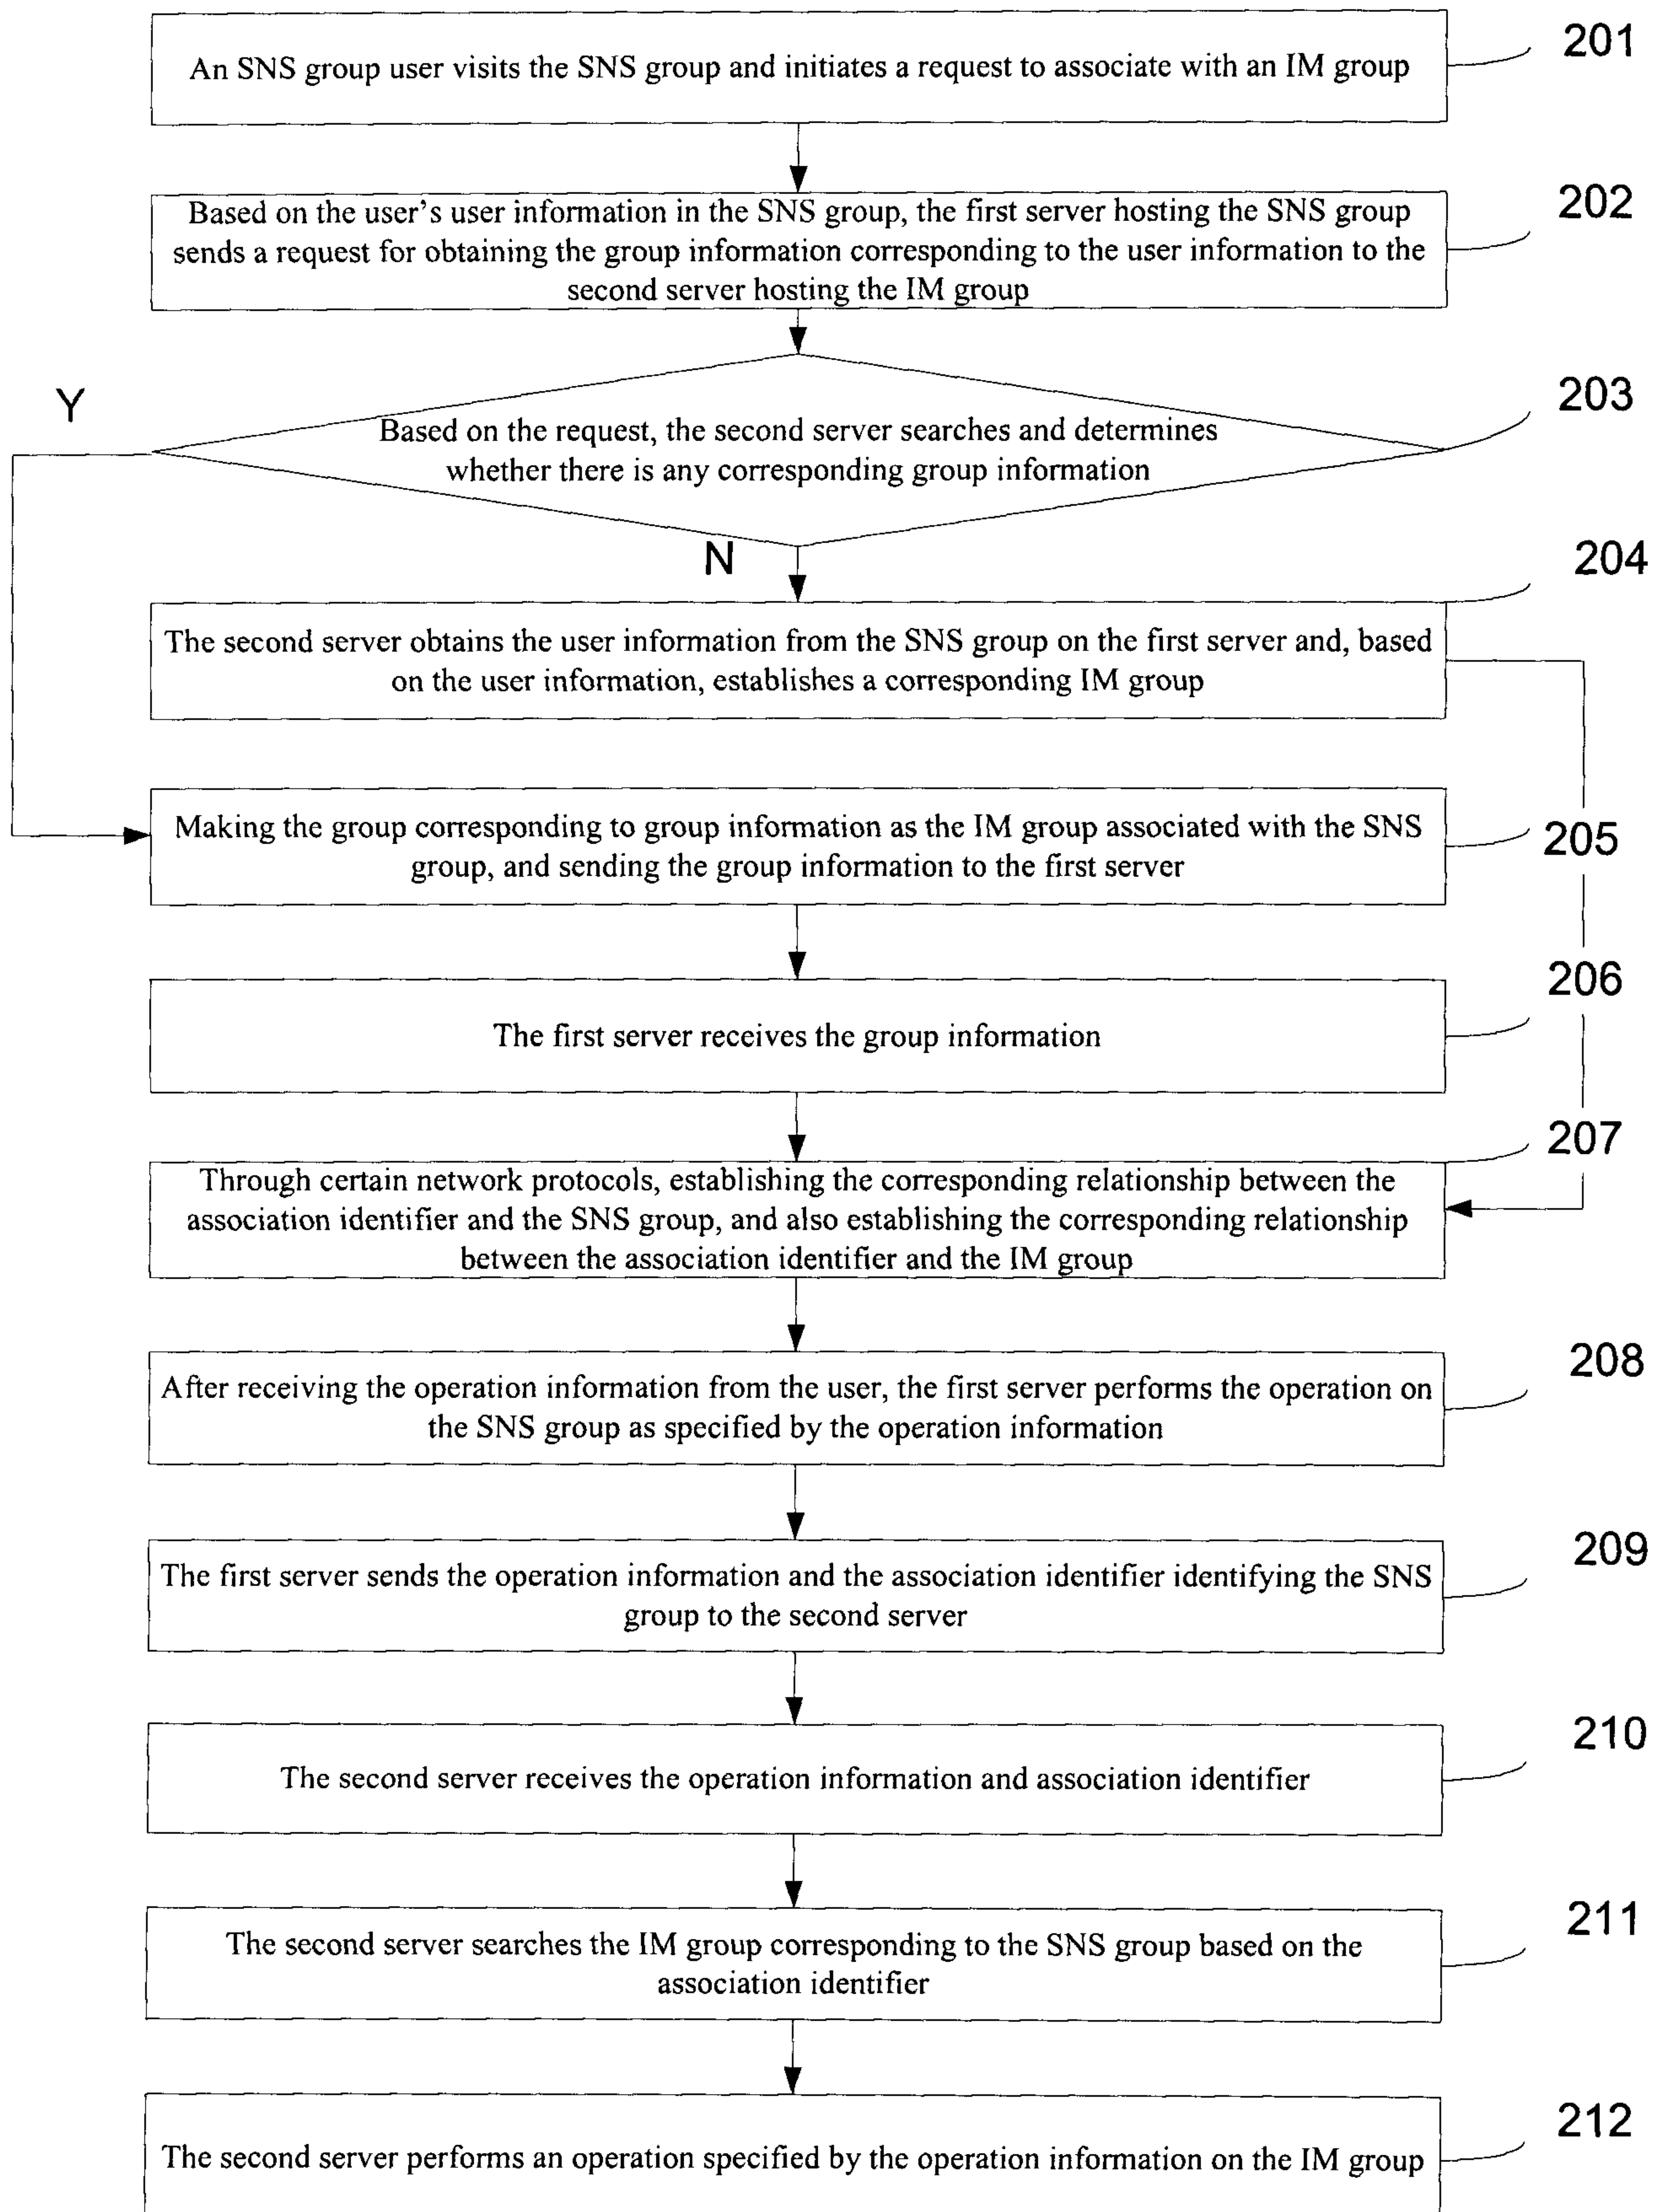 201
An SNS group user visits the SNS group and initiates a request to associate with an IM group
202
Based on the user's user information in the SNS group, the first server hosting the SNS group
sends a request for obtaining the group information corresponding to the user information to the
second server hosting the IM group
203
Y
Based on the request, the second server searches and determines
whether there is any corresponding group information
N
204
The second server obtains the user information from the SNS group on the first server and, based
on the user information, establishes a corresponding IM group
205
Making the group corresponding to group information as the IM group associated with the SNS
group, and sending the group information to the first server
206
The first server receives the group information
207
Through certain network protocols, establishing the corresponding relationship between the
association identifier and the SNS group, and also establishing the corresponding relationship
between the association identifier and the IM group
208
After receiving the operation information from the user, the first server performs the operation on
the SNS group as specified by the operation information
209
The first server sends the operation information and the association identifier identifying the SNS
group to the second server
210
The second server receives the operation information and association identifier
211
The second server searches the IM group corresponding to the SNS group based on the
association identifier
212
The second server performs an operation specified by the operation information on the IM group